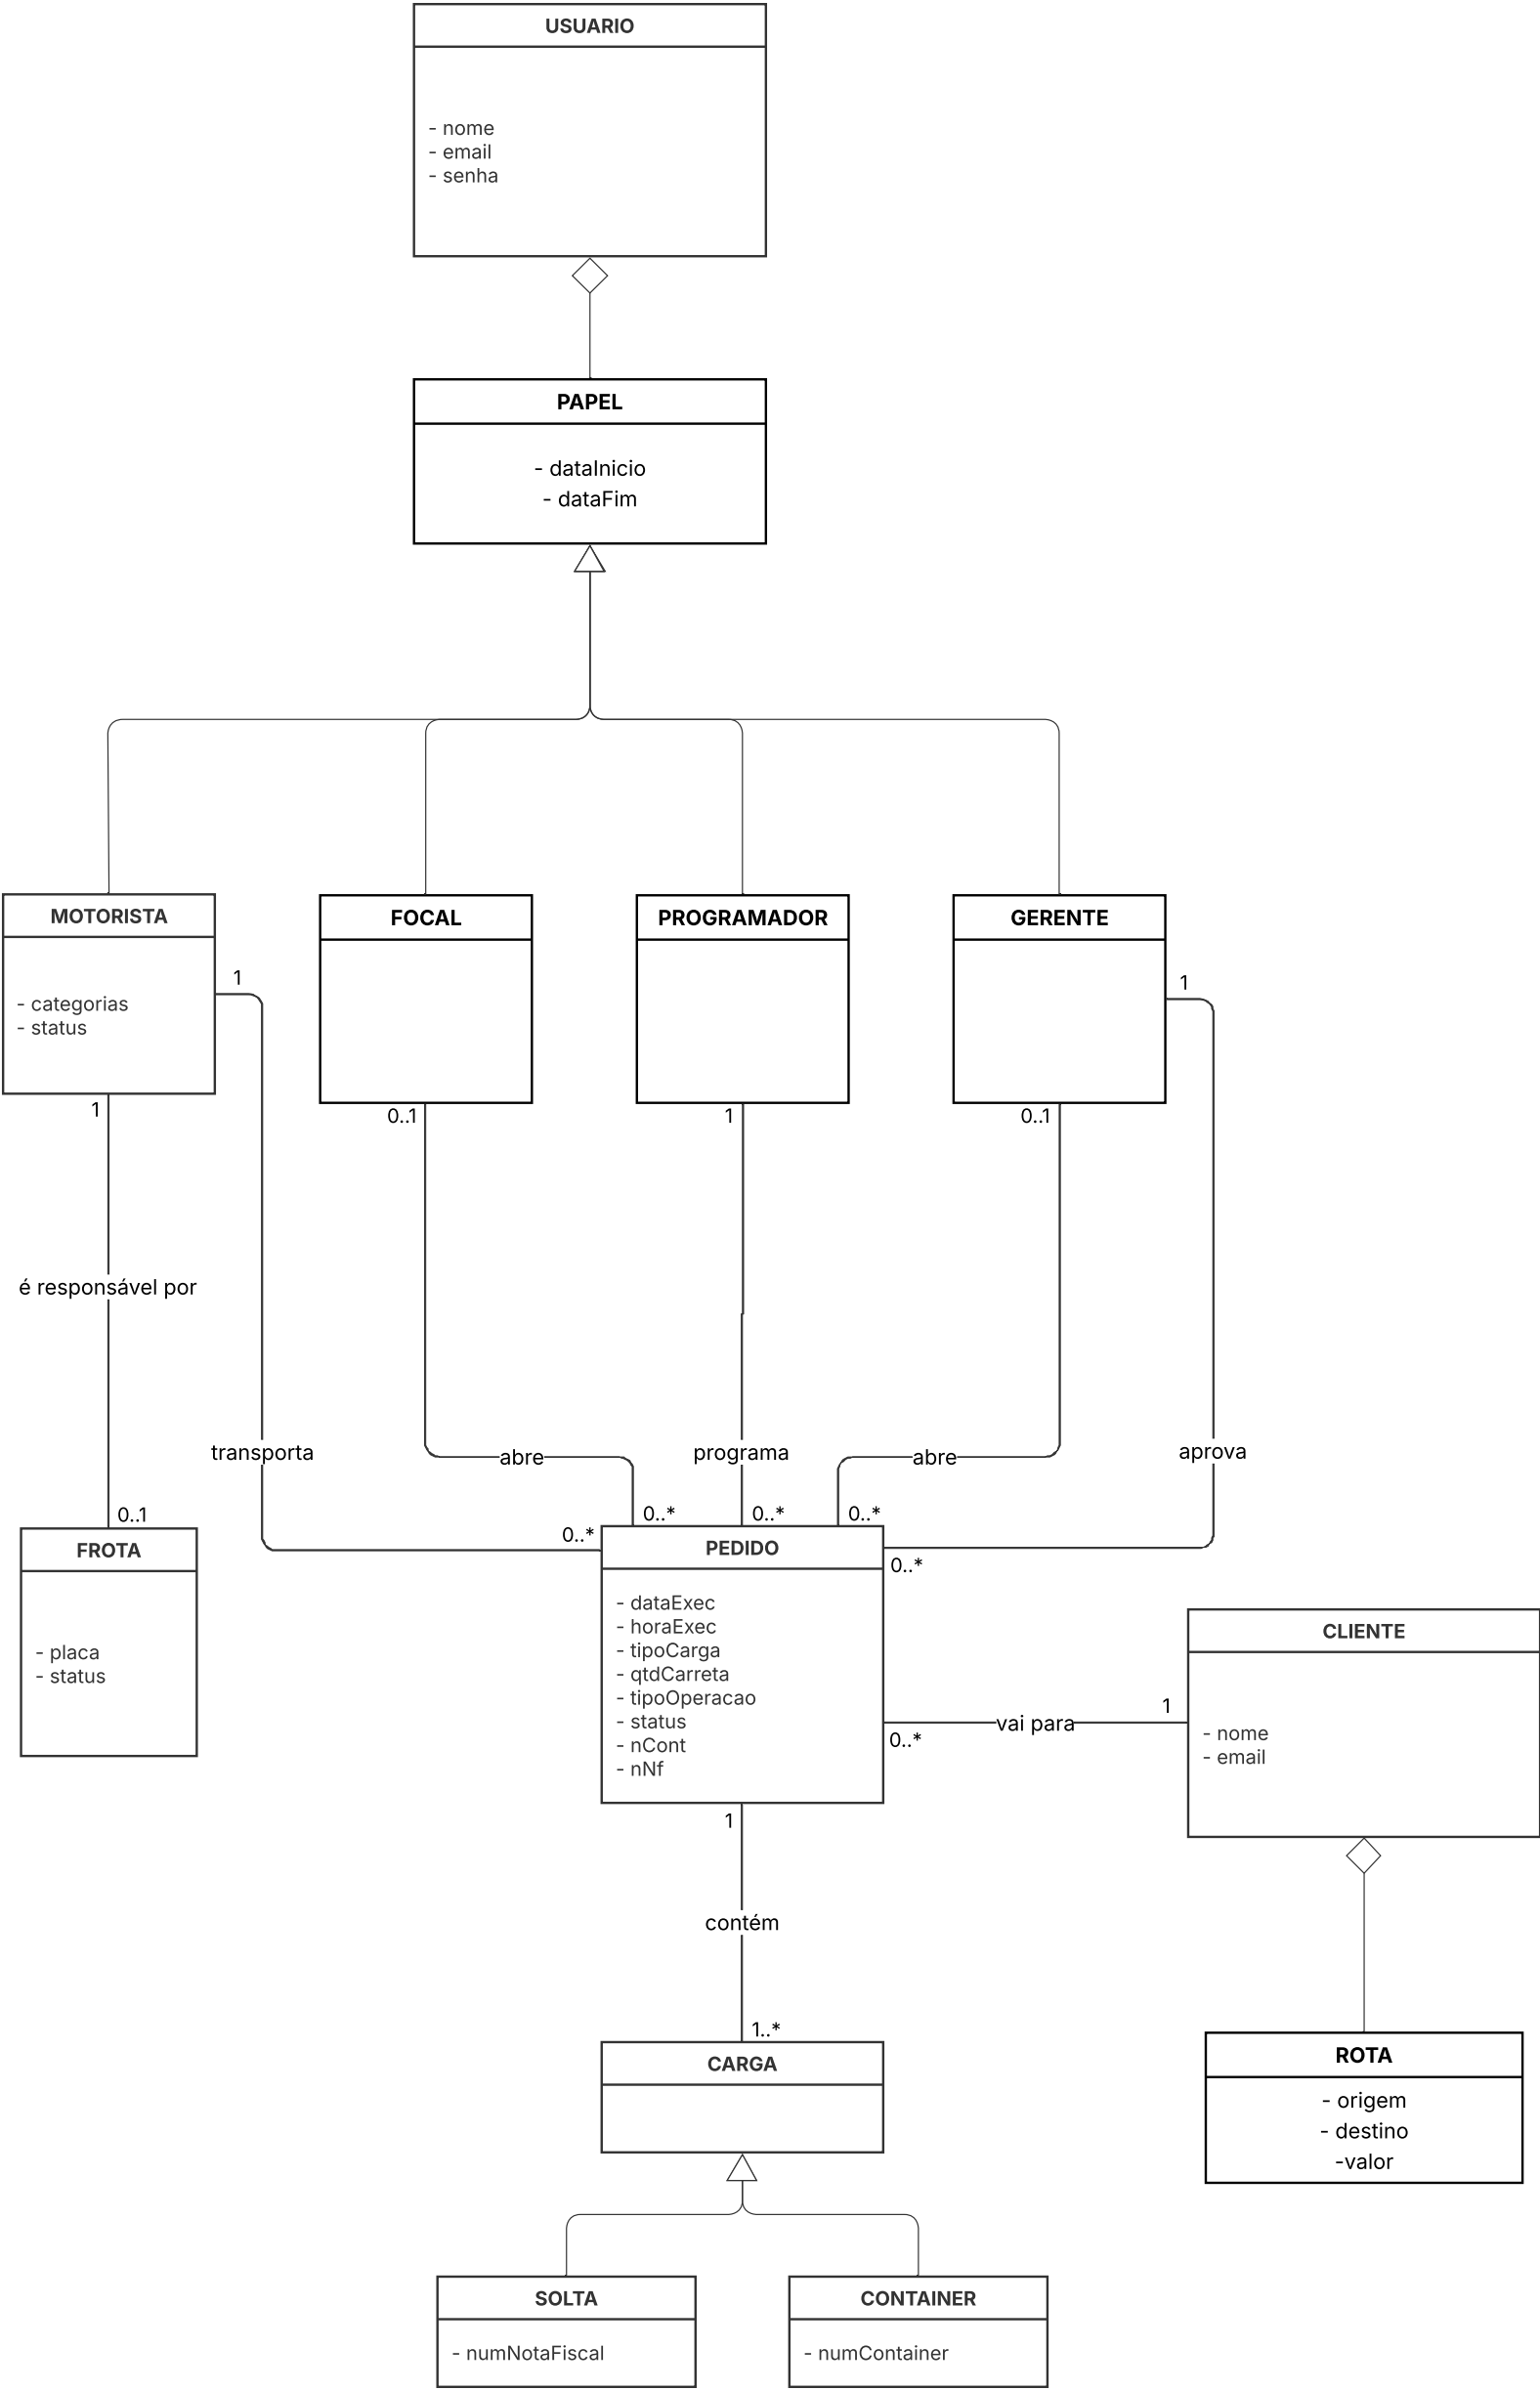 USUARIO
- nome
- email
- senha
PAPEL
- dataInicio
- dataFim
MOTORISTA
- categorias
- status
FOCAL
PROGRAMADOR
GERENTE
1
1
1
0..1
1
0..1
é responsável por
transporta
abre
programa
abre
aprova
0..1
0..*
0..*
0..*
0..*
0..*
FROTA
- placa
- status
PEDIDO
- dataExec
- horaExec
- tipoCarga
- qtdCarreta
- tipoOperacao
- status
- nCont
- nNf
CLIENTE
- nome
- email
1
vai para
0..*
1
contém
1..*
CARGA
ROTA
- origem
- destino
-valor
SOLTA
- numNotaFiscal
CONTAINER
- numContainer